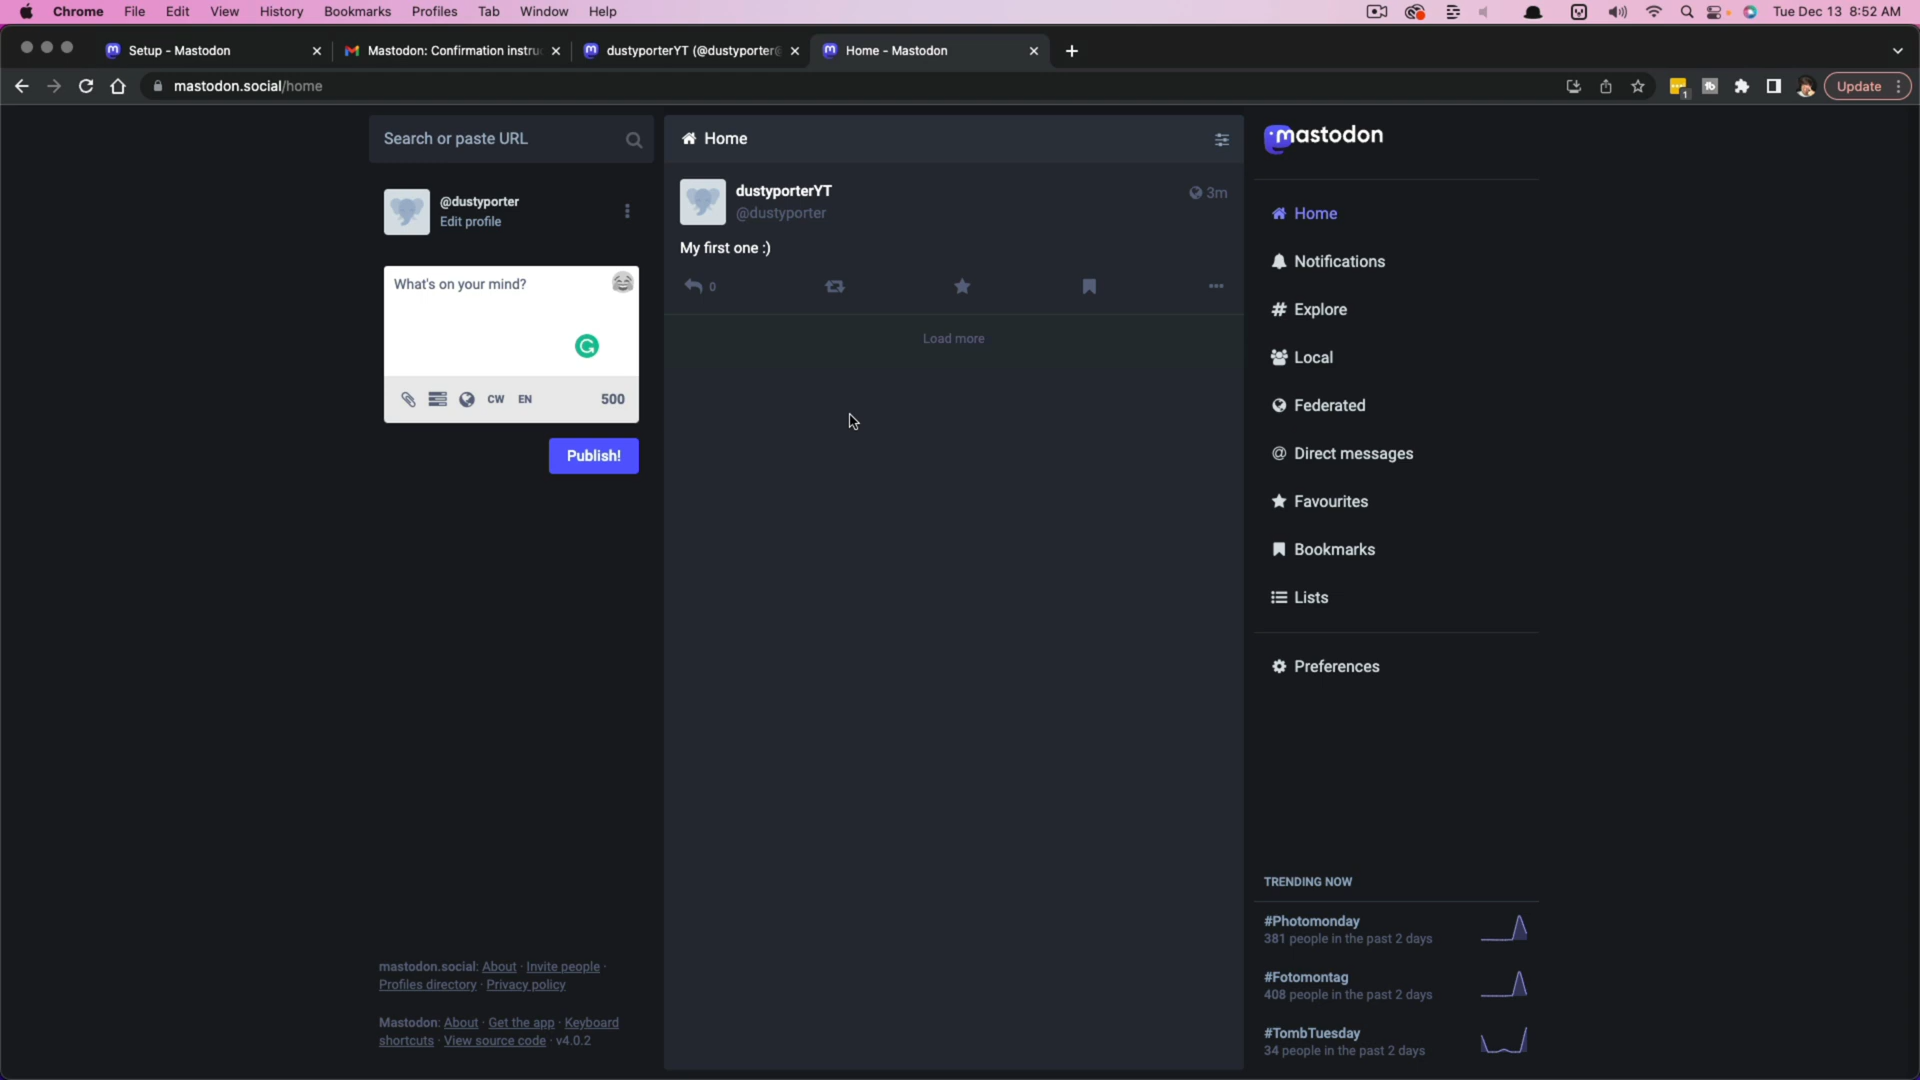 Chrome File Edit View History Bookmarks Profiles Tab Window Help Tue Dec 13 8:52 AM
Setup - Mastodon Mastodon: Confirmation instru dustyporterYT (@dustyporter@ Home - Mastodon
mastodon.social/home 1 Update
Search or paste URL
@dustyporter
Edit profile
What's on your mind?
CW EN 500
Publish!
mastodon.social: About · Invite people ·
Profiles directory · Privacy policy
Mastodon: About · Get the app · Keyboard
shortcuts · View source code · v4.0.2
Home
dustyporterYT 3m
@dustyporter
My first one :)
0
Load more
mastodon
Home
Notifications
# Explore
Local
Federated
@ Direct messages
Favourites
Bookmarks
Lists
Preferences
TRENDING NOW
#Photomonday
381 people in the past 2 days
#Fotomontag
408 people in the past 2 days
#TombTuesday
34 people in the past 2 days